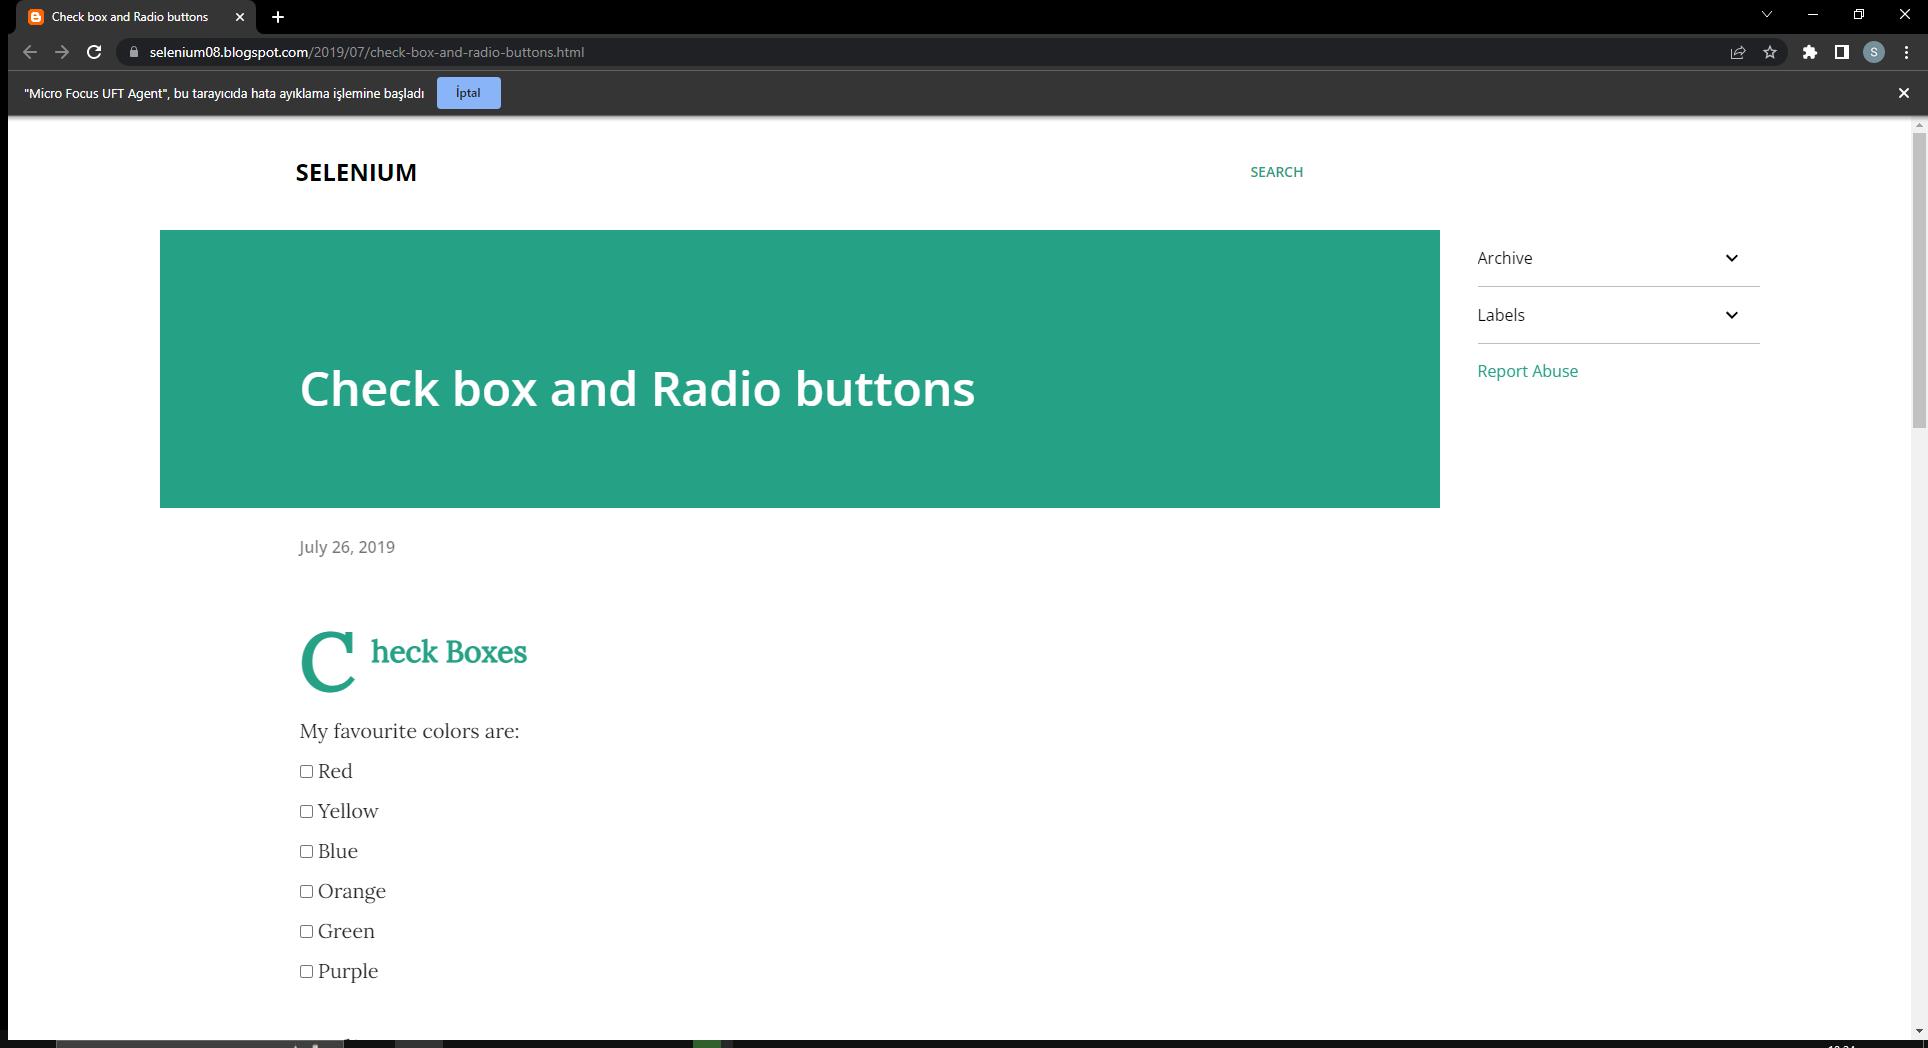 Check box and Radio buttons
selenium08.blogspot.com/2019/07/check-box-and-radio-buttons.html
S
"Micro Focus UFT Agent", bu tarayıcıda hata ayıklama işlemine başladı
İptal
SELENIUM
SEARCH
Check box and Radio buttons
Archive
Labels
Report Abuse
July 26, 2019
Check Boxes
My favourite colors are:
Red
Yellow
Blue
Orange
Green
Purple